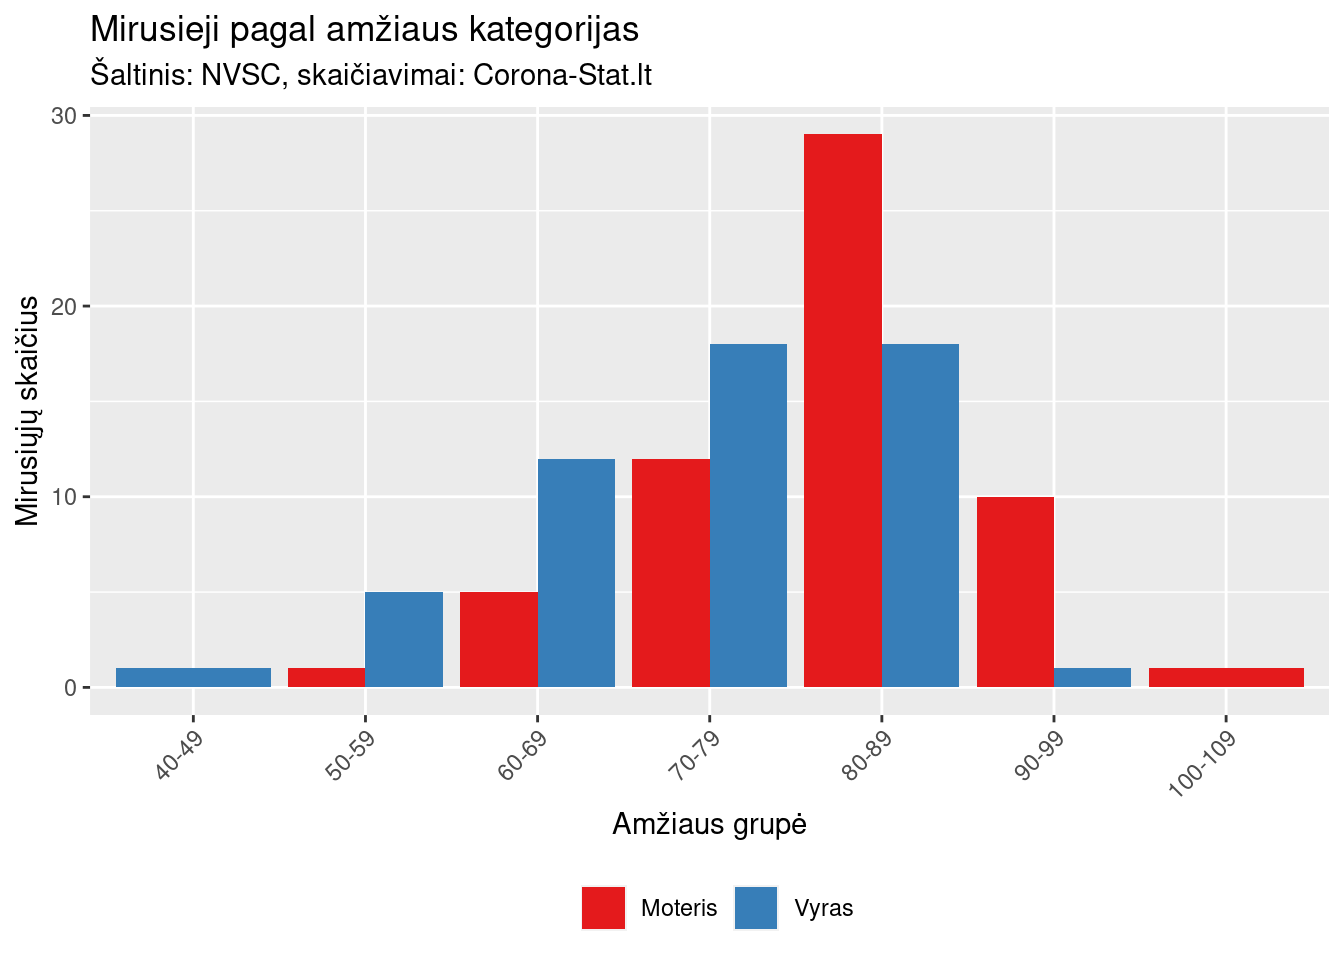 Mirusieji pagal amžiaus kategorijas
Šaltinis: NVSC, skaičiavimai: Corona-Stat.lt
Mirusiųjų skaičius
30
20
10
0
40-49
50-59
60-69
70-79
80-89
90-99
100-109
Amžiaus grupė
Moteris
Vyras